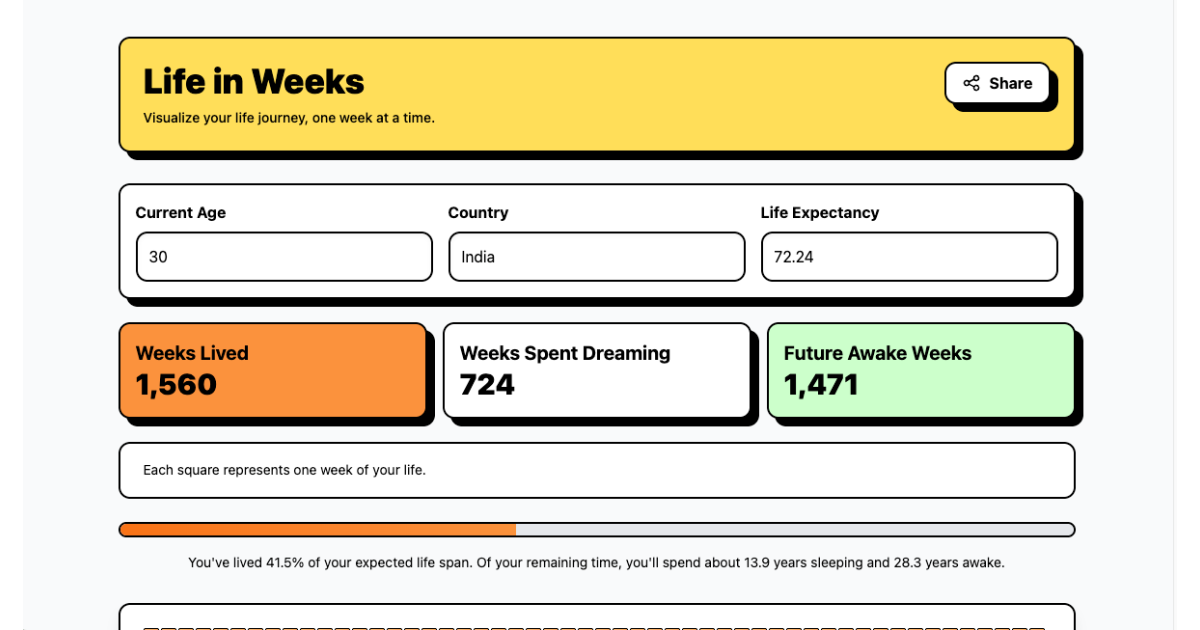 Life in Weeks
Share
Visualize your life journey, one week at a time.
Current Age
Country
Life Expectancy
30
India
72.24
Weeks Lived
1,560
Weeks Spent Dreaming
724
Future Awake Weeks
1,471
Each square represents one week of your life.
You've lived 41.5% of your expected life span. Of your remaining time, you'll spend about 13.9 years sleeping and 28.3 years awake.